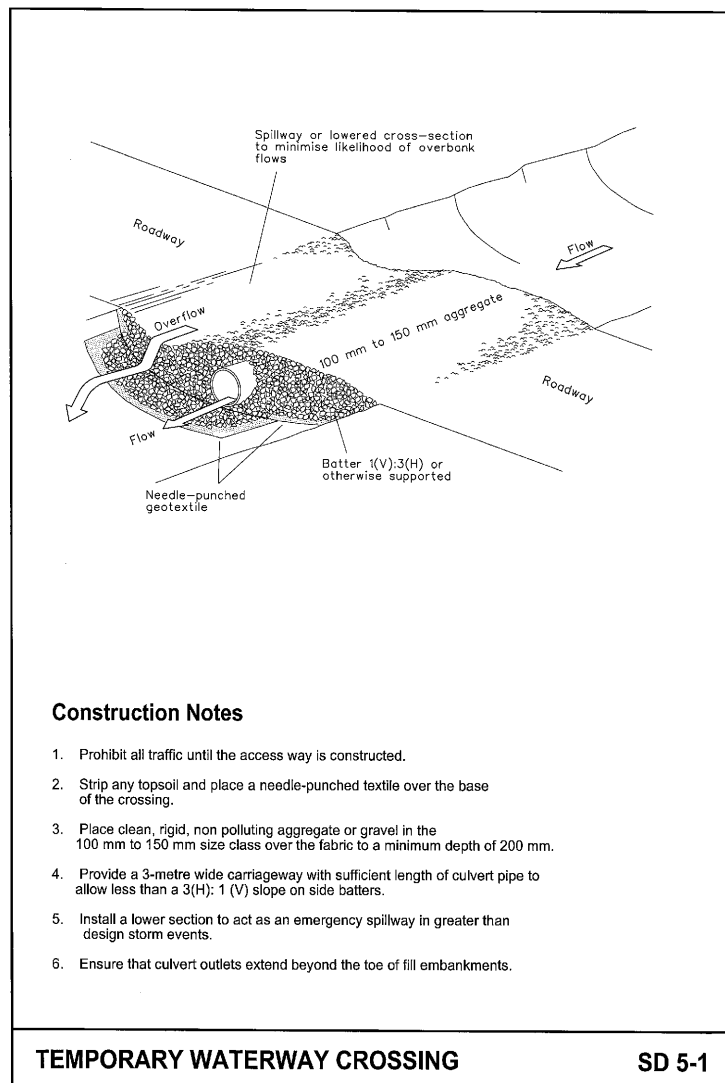 Spillway or lowered cross-section
to minimise likelihood of overbank
flows
Roadway
Flow
Overflow
100 mm to 150 mm aggregate
Roadway
Flow
Batter 1(V):3(H) or
otherwise supported
Needle-punched
geotextile
Construction Notes
1. Prohibit all traffic until the access way is constructed.
2. Strip any topsoil and place a needle-punched textile over the base
of the crossing.
3. Place clean, rigid, non polluting aggregate or gravel in the
100 mm to 150 mm size class over the fabric to a minimum depth of 200 mm.
4. Provide a 3-metre wide carriageway with sufficient length of culvert pipe to
allow less than a 3(H): 1 (V) slope on side batters.
5. Install a lower section to act as an emergency spillway in greater than
design storm events.
6. Ensure that culvert outlets extend beyond the toe of fill embankments.
TEMPORARY WATERWAY CROSSING SD 5-1